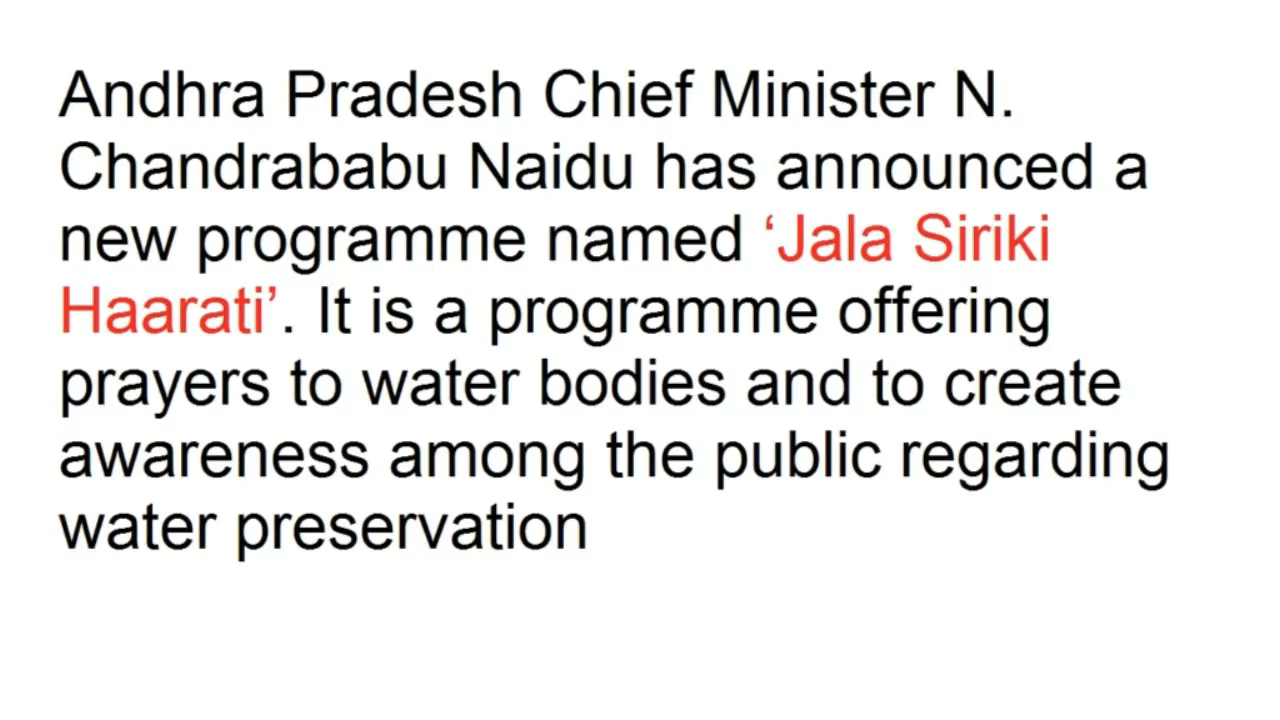 Andhra Pradesh Chief Minister N.
Chandrababu Naidu has announced a
new programme named ‘Jala Siriki
Haarati’. It is a programme offering
prayers to water bodies and to create
awareness among the public regarding
water preservation